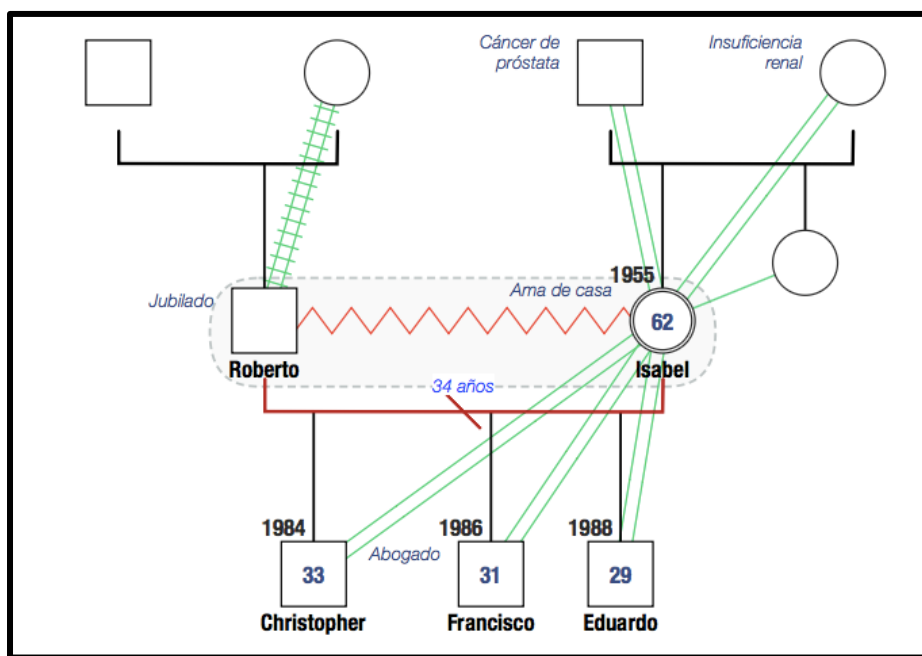 Cáncer de
próstata
Insuficiencia
renal
1955
Jubilado
Ama de casa
62
Roberto
Isabel
34 años
1984
1986
1988
Abogado
33
31
29
Christopher
Francisco
Eduardo